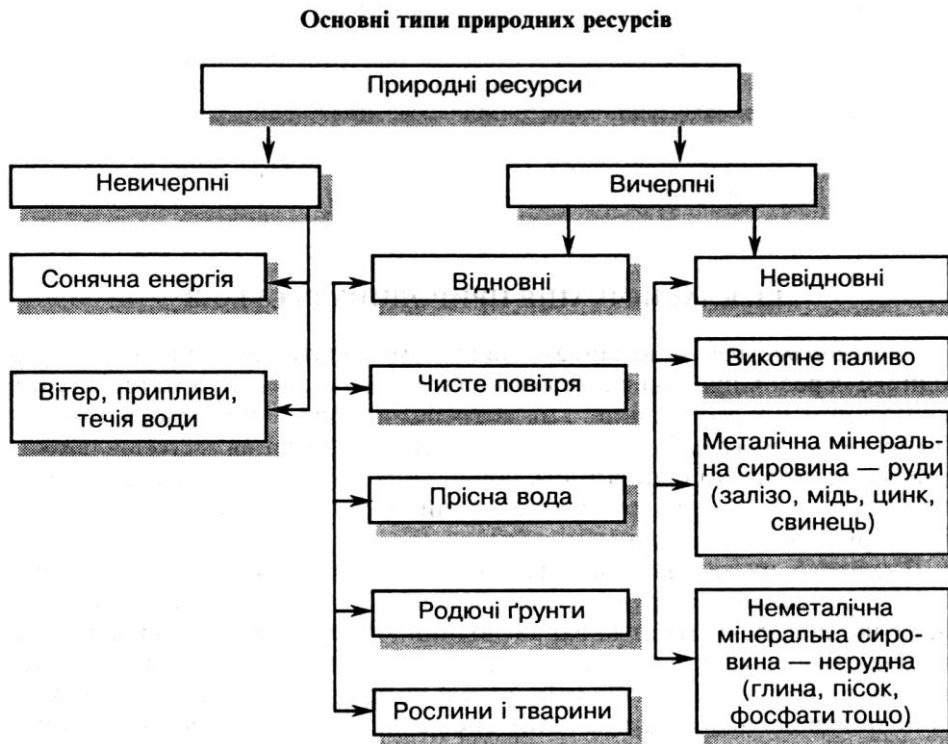 Основні типи природних ресурсів
Природні ресурси
Невичерпні
Вичерпні
Сонячна енергія
Вітер, припливи,
течія води
Відновні
Чисте повітря
Прісна вода
Родючі ґрунти
Рослини і тварини
Невідновні
Викопне паливо
Металічна мінераль-
на сировина — руди
(залізо, мідь, цинк,
свинець)
Неметалічна
мінеральна сиро-
вина — нерудна
(глина, пісок,
фосфати тощо)